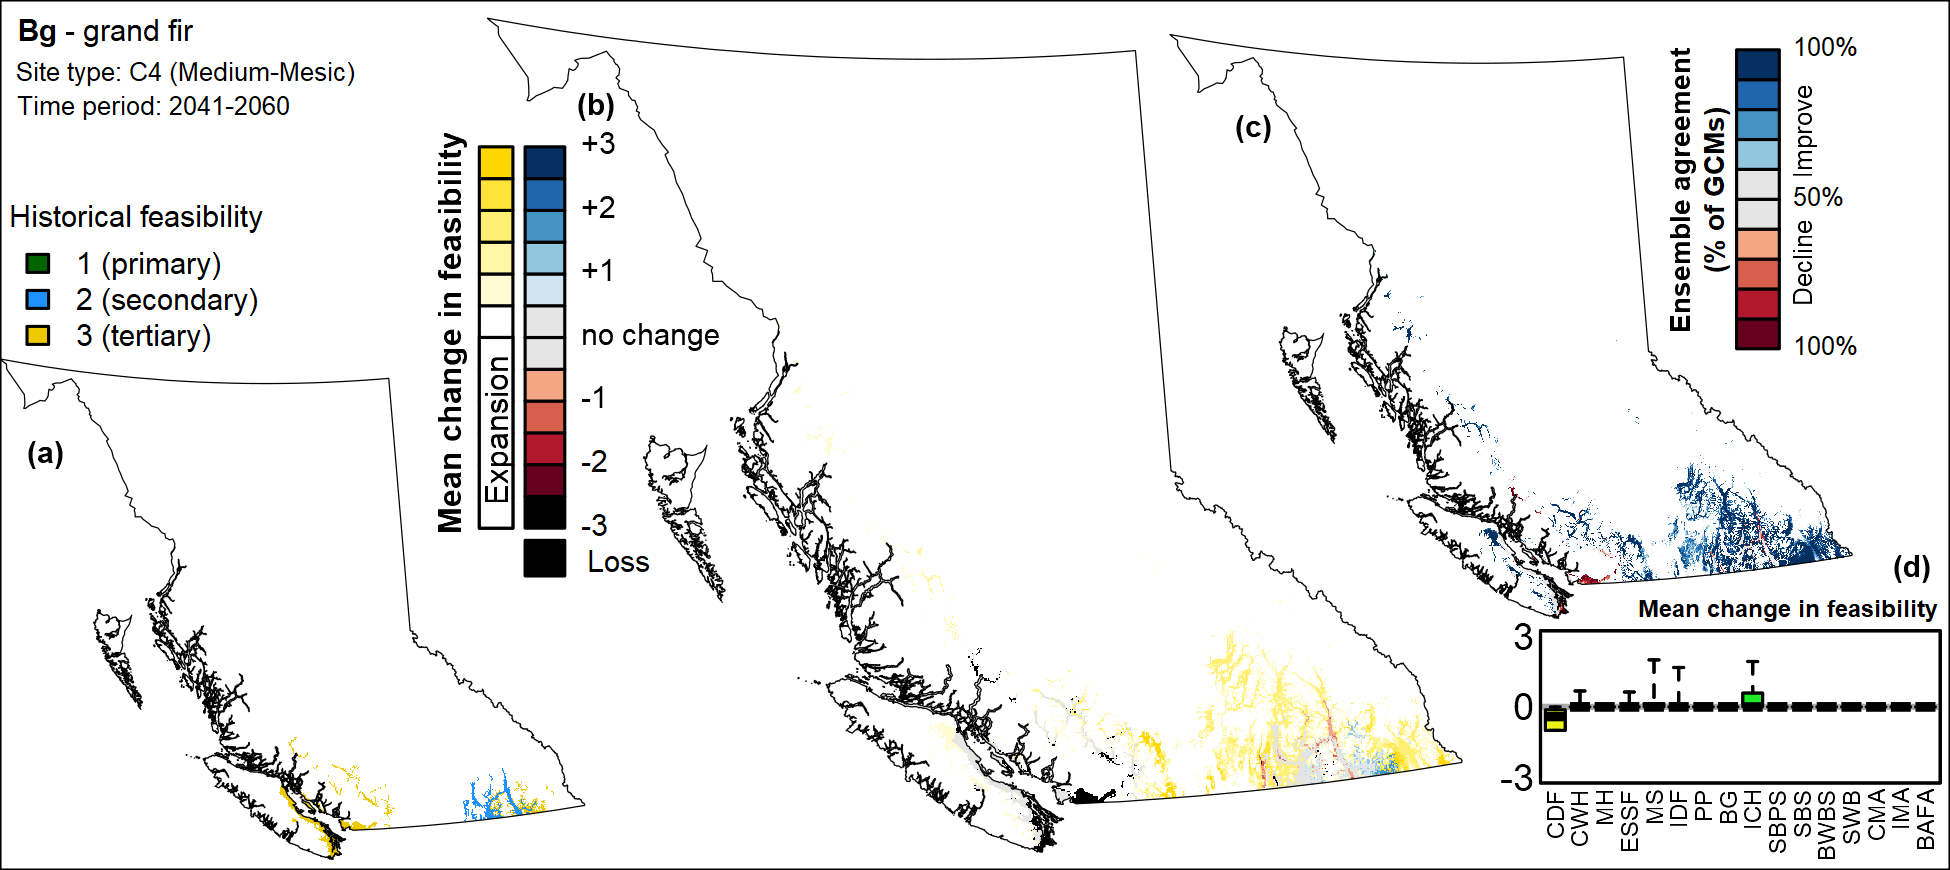 Bg - grand fir
Site type: C4 (Medium-Mesic)
Time period: 2041-2060
Historical feasibility
1 (primary)
2 (secondary)
3 (tertiary)
(a)
(b)
Mean change in feasibility
Expansion
+3
+2
+1
no change
-1
-2
-3
Loss
(c)
Ensemble agreement
(% of GCMs)
100%
Improve
50%
Decline
100%
(d)
Mean change in feasibility
3
0
-3
CDF
CWH
MH
ESSF
MS
IDF
PP
BG
ICH
SBPS
SBS
BWBS
SWB
CMA
IMA
BAFA